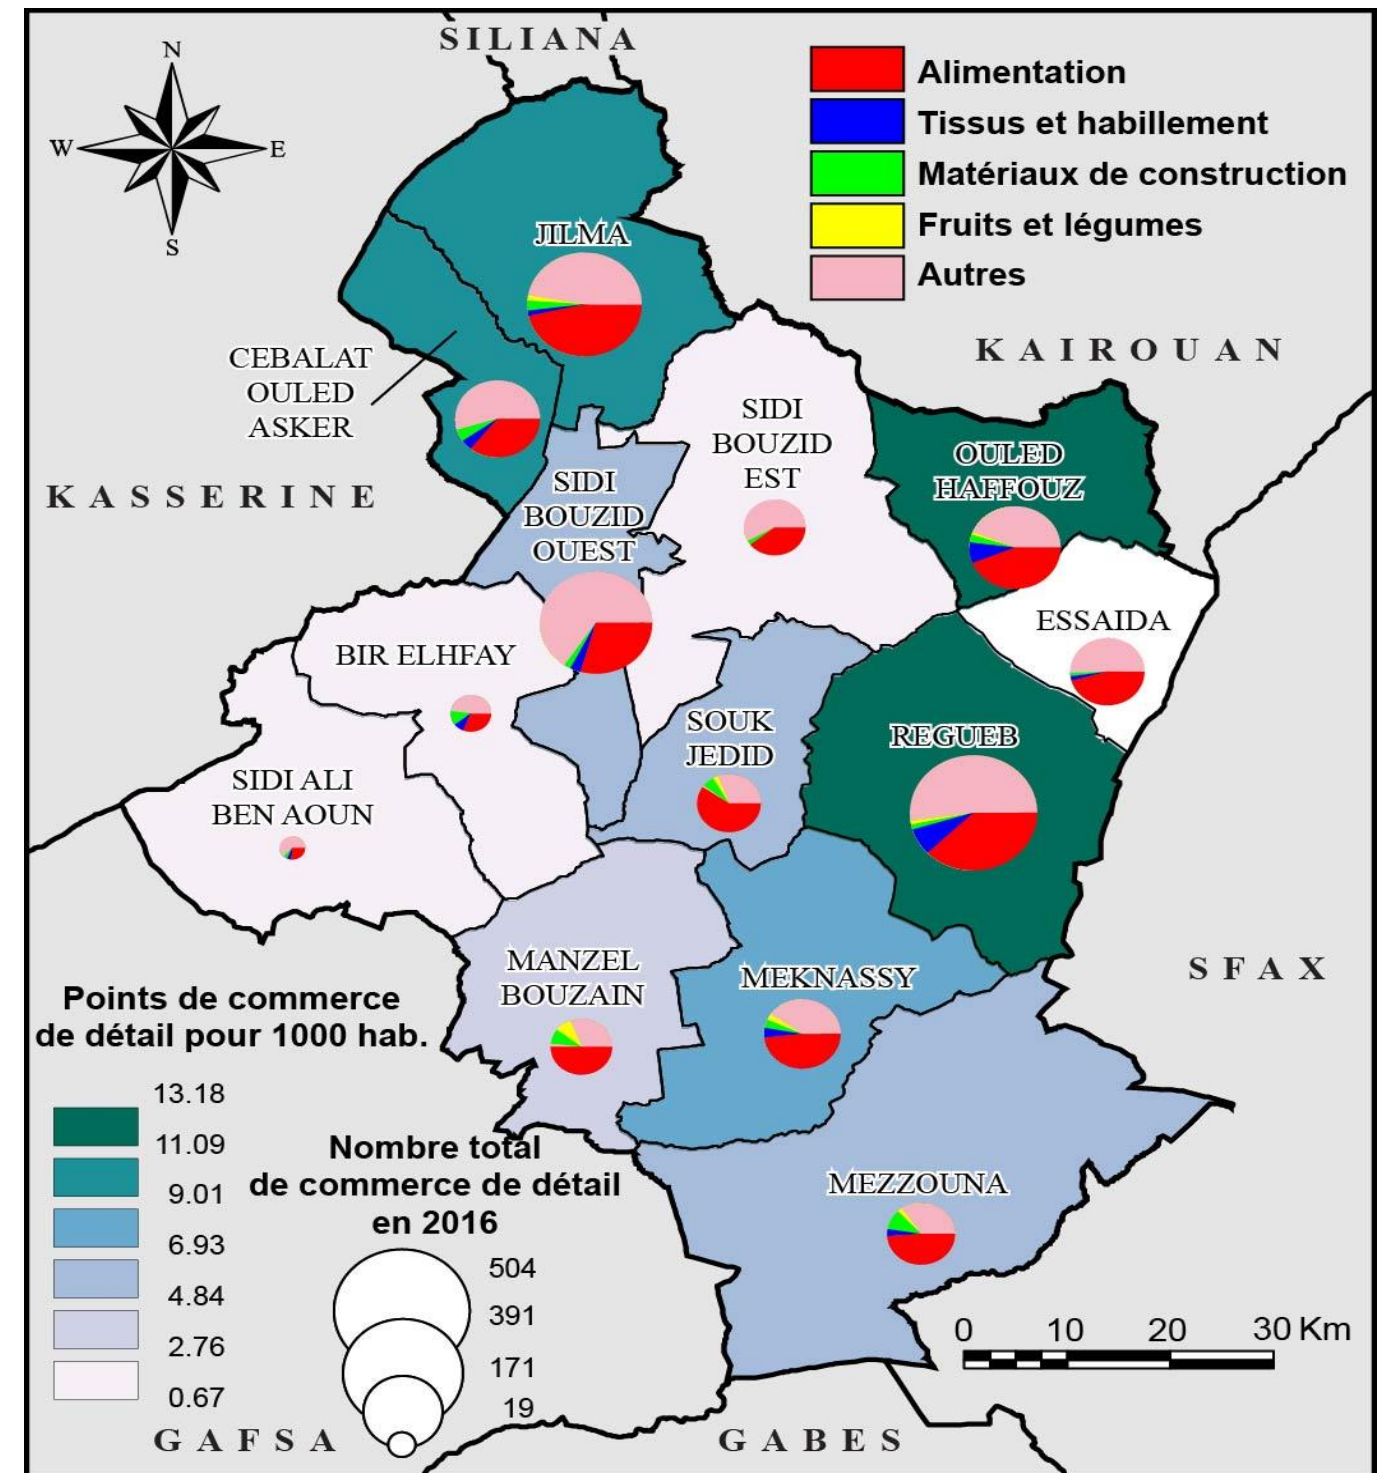 SILIANA
N
W
E
S
Alimentation
Tissus et habillement
Matériaux de construction
Fruits et légumes
Autres
JILMA
KAIROUAN
CEBALAT
OULED
ASKER
SIDI
BOUZID
EST
OULED
HAFFOUZ
KASSERINE
SIDI
BOUZID
OUEST
ESSAIDA
BIR ELHFAY
SOUK
JEDID
REGUEB
SIDI ALI
BEN AOUN
MANZEL
BOUZAIN
MEKNASSY
SFAX
MEZZOUNA
Points de commerce
de détail pour 1000 hab.
13.18
11.09
9.01
6.93
4.84
2.76
0.67
Nombre total
de commerce de détail
en 2016
504
391
171
19
0 10 20 30 Km
GAFSA
GABES